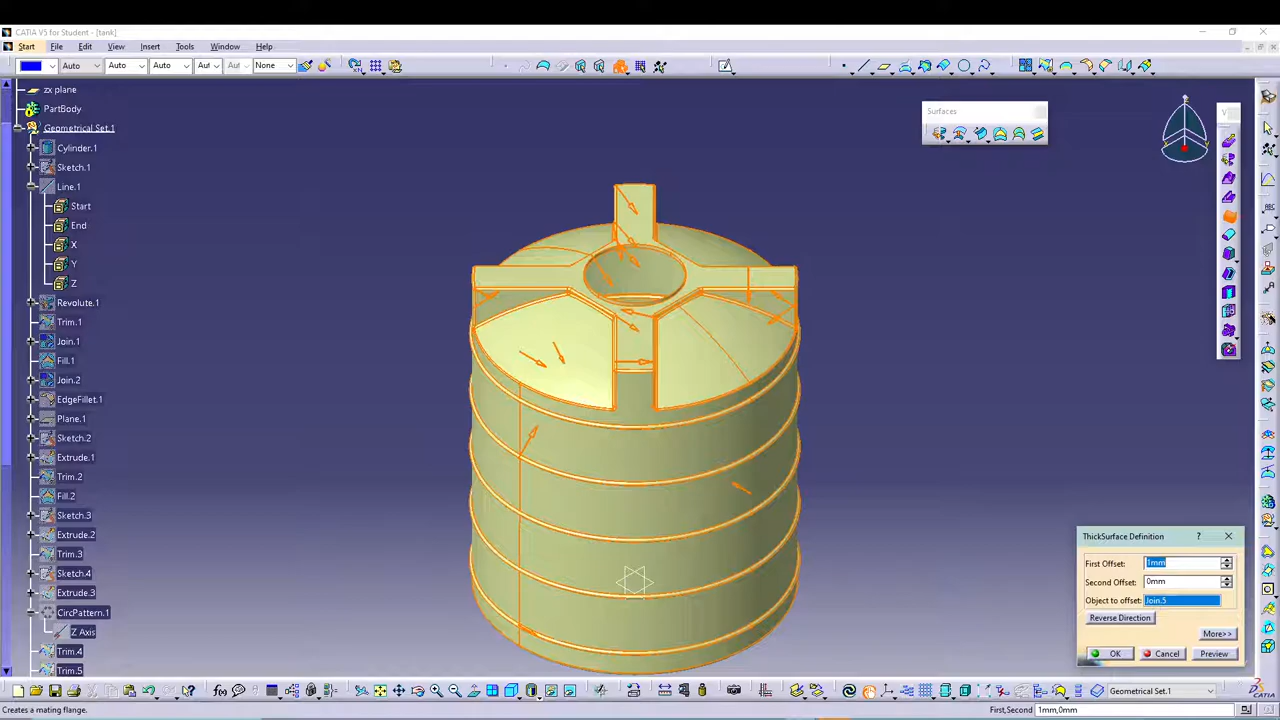 CATIA V5 for Student - [tank]
Start File Edit View Insert Tools Window Help
Auto Auto Auto Aut Aut None
zx plane
PartBody
Geometrical Set.1
Cylinder.1
Sketch.1
Line.1
Start
End
X
Y
Z
Revolute.1
Trim.1
Join.1
Fill.1
Join.2
EdgeFillet.1
Plane.1
Sketch.2
Extrude.1
Trim.2
Fill.2
Sketch.3
Extrude.2
Trim.3
Sketch.4
Extrude.3
CircPattern.1
Z Axis
Trim.4
Trim.5
Surfaces
V
z
ThickSurface Definition ? 
First Offset: 1mm
Second Offset: 0mm
Object to offset: Join.5
Reverse Direction
More>>
OK Cancel Preview
Geometrical Set.1
CATIA
Creates a mating flange.
First,Second 1mm,0mm